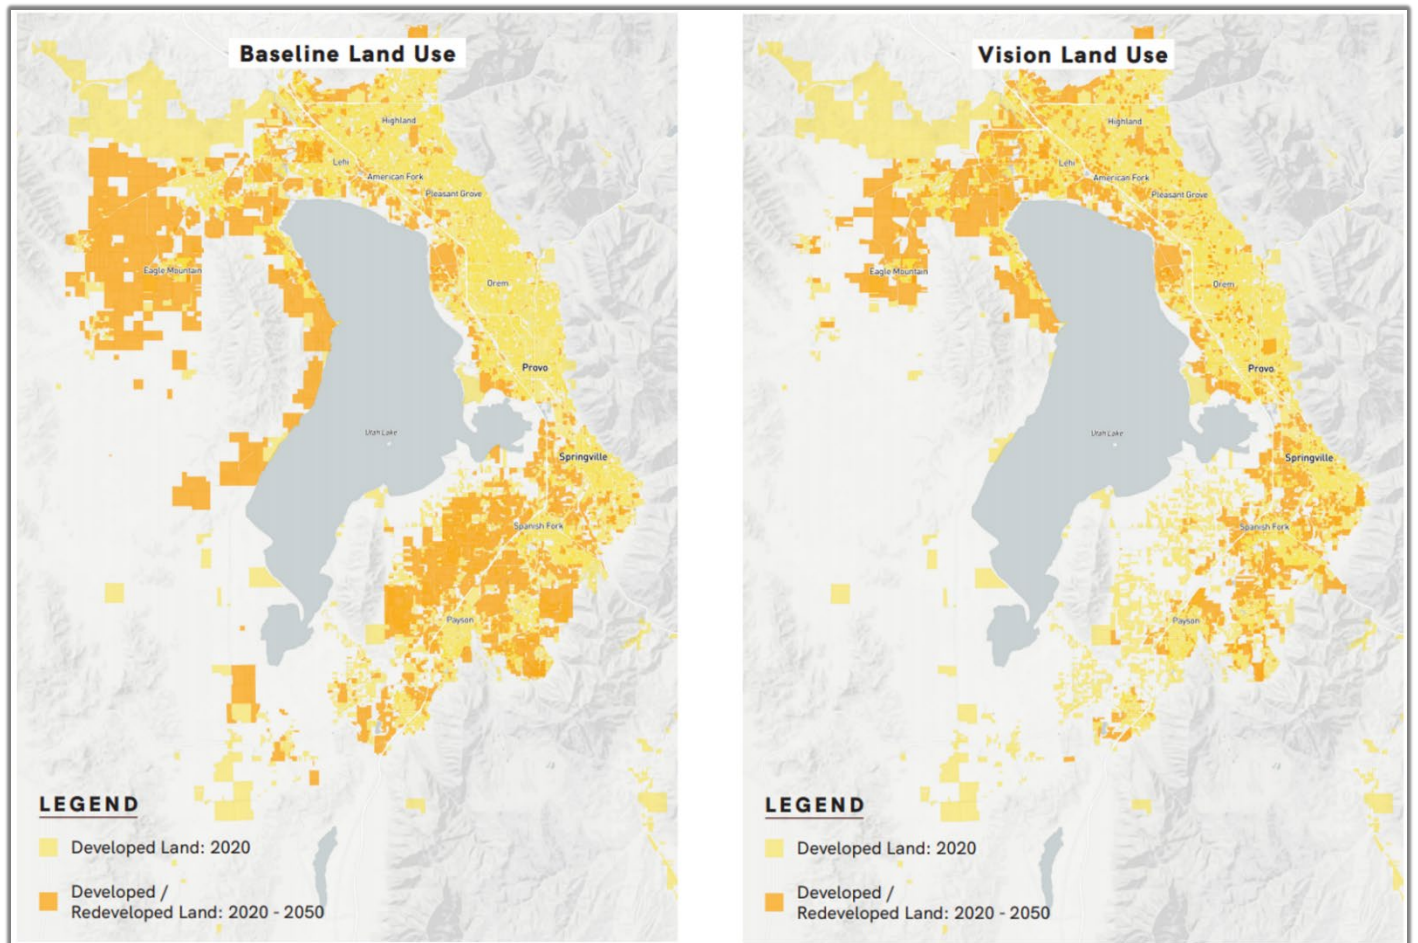 Baseline Land Use
Highland
Lehi
American Fork
Pleasant Grove
Eagle Mountain
Orem
Provo
Utah Lake
Springville
Spanish Fork
Payson
LEGEND
Developed Land: 2020
Developed /
Redeveloped Land: 2020 - 2050
Vision Land Use
Highland
Lehi
American Fork
Pleasant Grove
Eagle Mountain
Orem
Provo
Utah Lake
Springville
Spanish Fork
Payson
LEGEND
Developed Land: 2020
Developed /
Redeveloped Land: 2020 - 2050